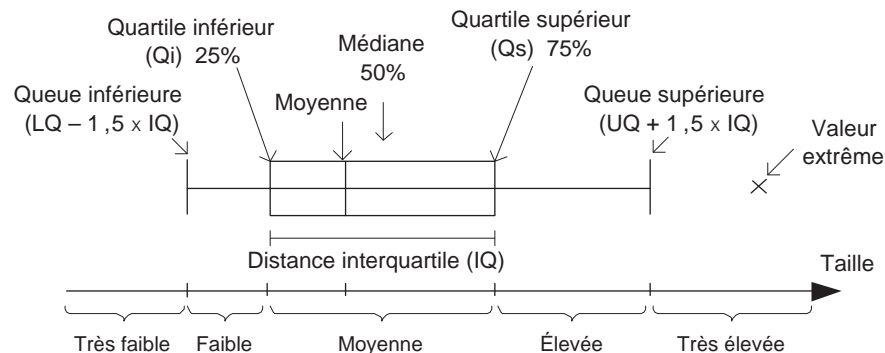 Quartile inférieur
(Qi) 25%
Médiane
50%
Quartile supérieur
(Qs) 75%
Queue inférieure
(LQ – 1 ,5 x IQ)
Moyenne
Queue supérieure
(UQ + 1 ,5 x IQ)
Valeur
extrême
Distance interquartile (IQ)
Taille
Très faible
Faible
Moyenne
Élevée
Très élevée